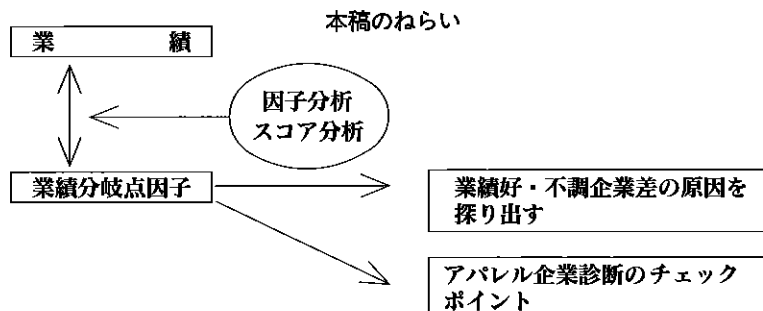 本稿のねらい
業　　　績
因子分析
スコア分析
業績分岐点因子
業績好・不調企業差の原因を
探り出す
アパレル企業診断のチェック
ポイント